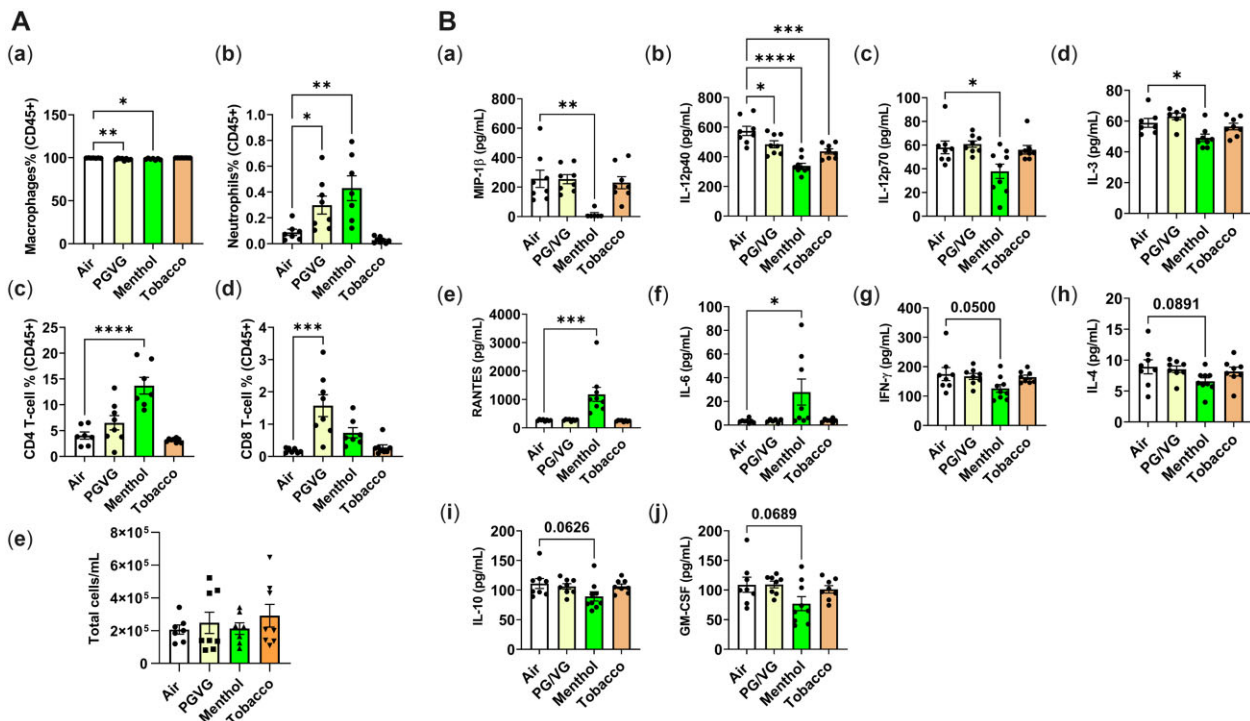 A
B
(a)
Macrophages% (CD45+)
150
100
50
0
*
**
Air
PGVG
Menthol
Tobacco
(b)
Neutrophils% (CD45+)
1.0
0.8
0.6
0.4
0.2
0.0
**
*
Air
PGVG
Menthol
Tobacco
(c)
CD4 T-cell % (CD45+)
25
20
15
10
5
0
****
Air
PGVG
Menthol
Tobacco
(d)
CD8 T-cell % (CD45+)
4
3
2
1
0
***
Air
PGVG
Menthol
Tobacco
(e)
Total cells/mL
8×10⁵
6×10⁵
4×10⁵
2×10⁵
0
Air
PGVG
Menthol
Tobacco
(a)
MIP-1β (pg/mL)
800
600
400
200
0
**
Air
PG/VG
Menthol
Tobacco
(b)
IL-12p40 (pg/mL)
800
600
400
200
0
***
****
*
Air
PG/VG
Menthol
Tobacco
(c)
IL-12p70 (pg/mL)
100
80
60
40
20
0
*
Air
PG/VG
Menthol
Tobacco
(d)
IL-3 (pg/mL)
100
80
60
40
20
0
*
Air
PG/VG
Menthol
Tobacco
(e)
RANTES (pg/mL)
4000
3000
2000
1000
0
***
Air
PG/VG
Menthol
Tobacco
(f)
IL-6 (pg/mL)
100
80
60
40
20
0
*
Air
PG/VG
Menthol
Tobacco
(g)
IFN-γ (pg/mL)
400
300
200
100
0
0.0500
Air
PG/VG
Menthol
Tobacco
(h)
IL-4 (pg/mL)
20
15
10
5
0
0.0891
Air
PG/VG
Menthol
Tobacco
(i)
IL-10 (pg/mL)
200
150
100
50
0
0.0626
Air
PG/VG
Menthol
Tobacco
(j)
GM-CSF (pg/mL)
200
150
100
50
0
0.0689
Air
PG/VG
Menthol
Tobacco